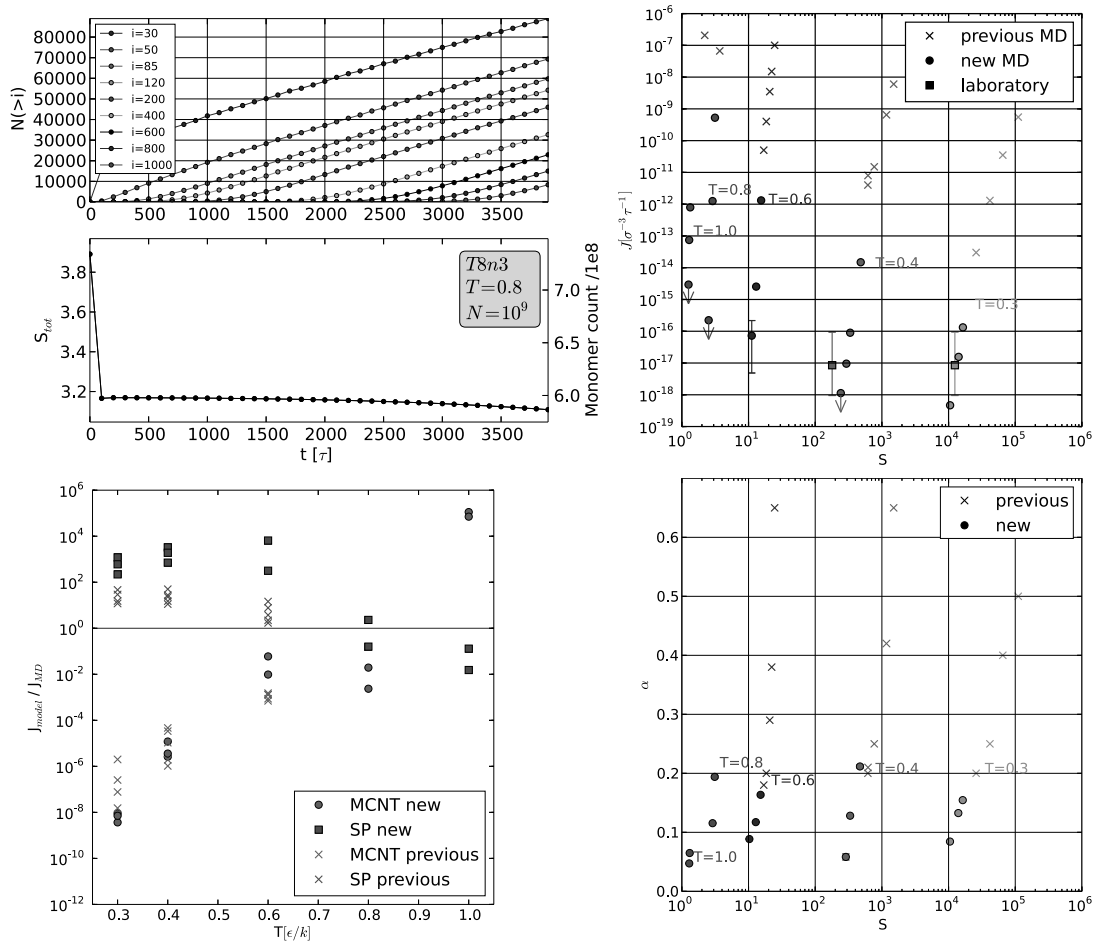 80000
70000
60000
50000
40000
30000
20000
10000
0
N(>i)
i=30
i=50
i=85
i=120
i=200
i=400
i=600
i=800
i=1000
0 500 1000 1500 2000 2500 3000 3500
3.8
3.6
3.4
3.2
S_tot
T8n3
T=0.8
N=10^9
7.0
6.5
6.0
Monomer count /1e8
0 500 1000 1500 2000 2500 3000 3500
t [τ]
10^-6
10^-7
10^-8
10^-9
10^-10
10^-11
10^-12
10^-13
10^-14
10^-15
10^-16
10^-17
10^-18
10^-19
J[σ^-3 τ^-1]
previous MD
new MD
laboratory
T=0.8
T=0.6
T=1.0
T=0.4
T=0.3
10^0 10^1 10^2 10^3 10^4 10^5 10^6
S
10^6
10^4
10^2
10^0
10^-2
10^-4
10^-6
10^-8
10^-10
10^-12
J_model / J_MD
MCNT new
SP new
MCNT previous
SP previous
0.3 0.4 0.5 0.6 0.7 0.8 0.9 1.0
T[ϵ/k]
0.6
0.5
0.4
0.3
0.2
0.1
0.0
α
previous
new
T=0.8
T=0.6
T=0.4
T=0.3
T=1.0
10^0 10^1 10^2 10^3 10^4 10^5 10^6
S